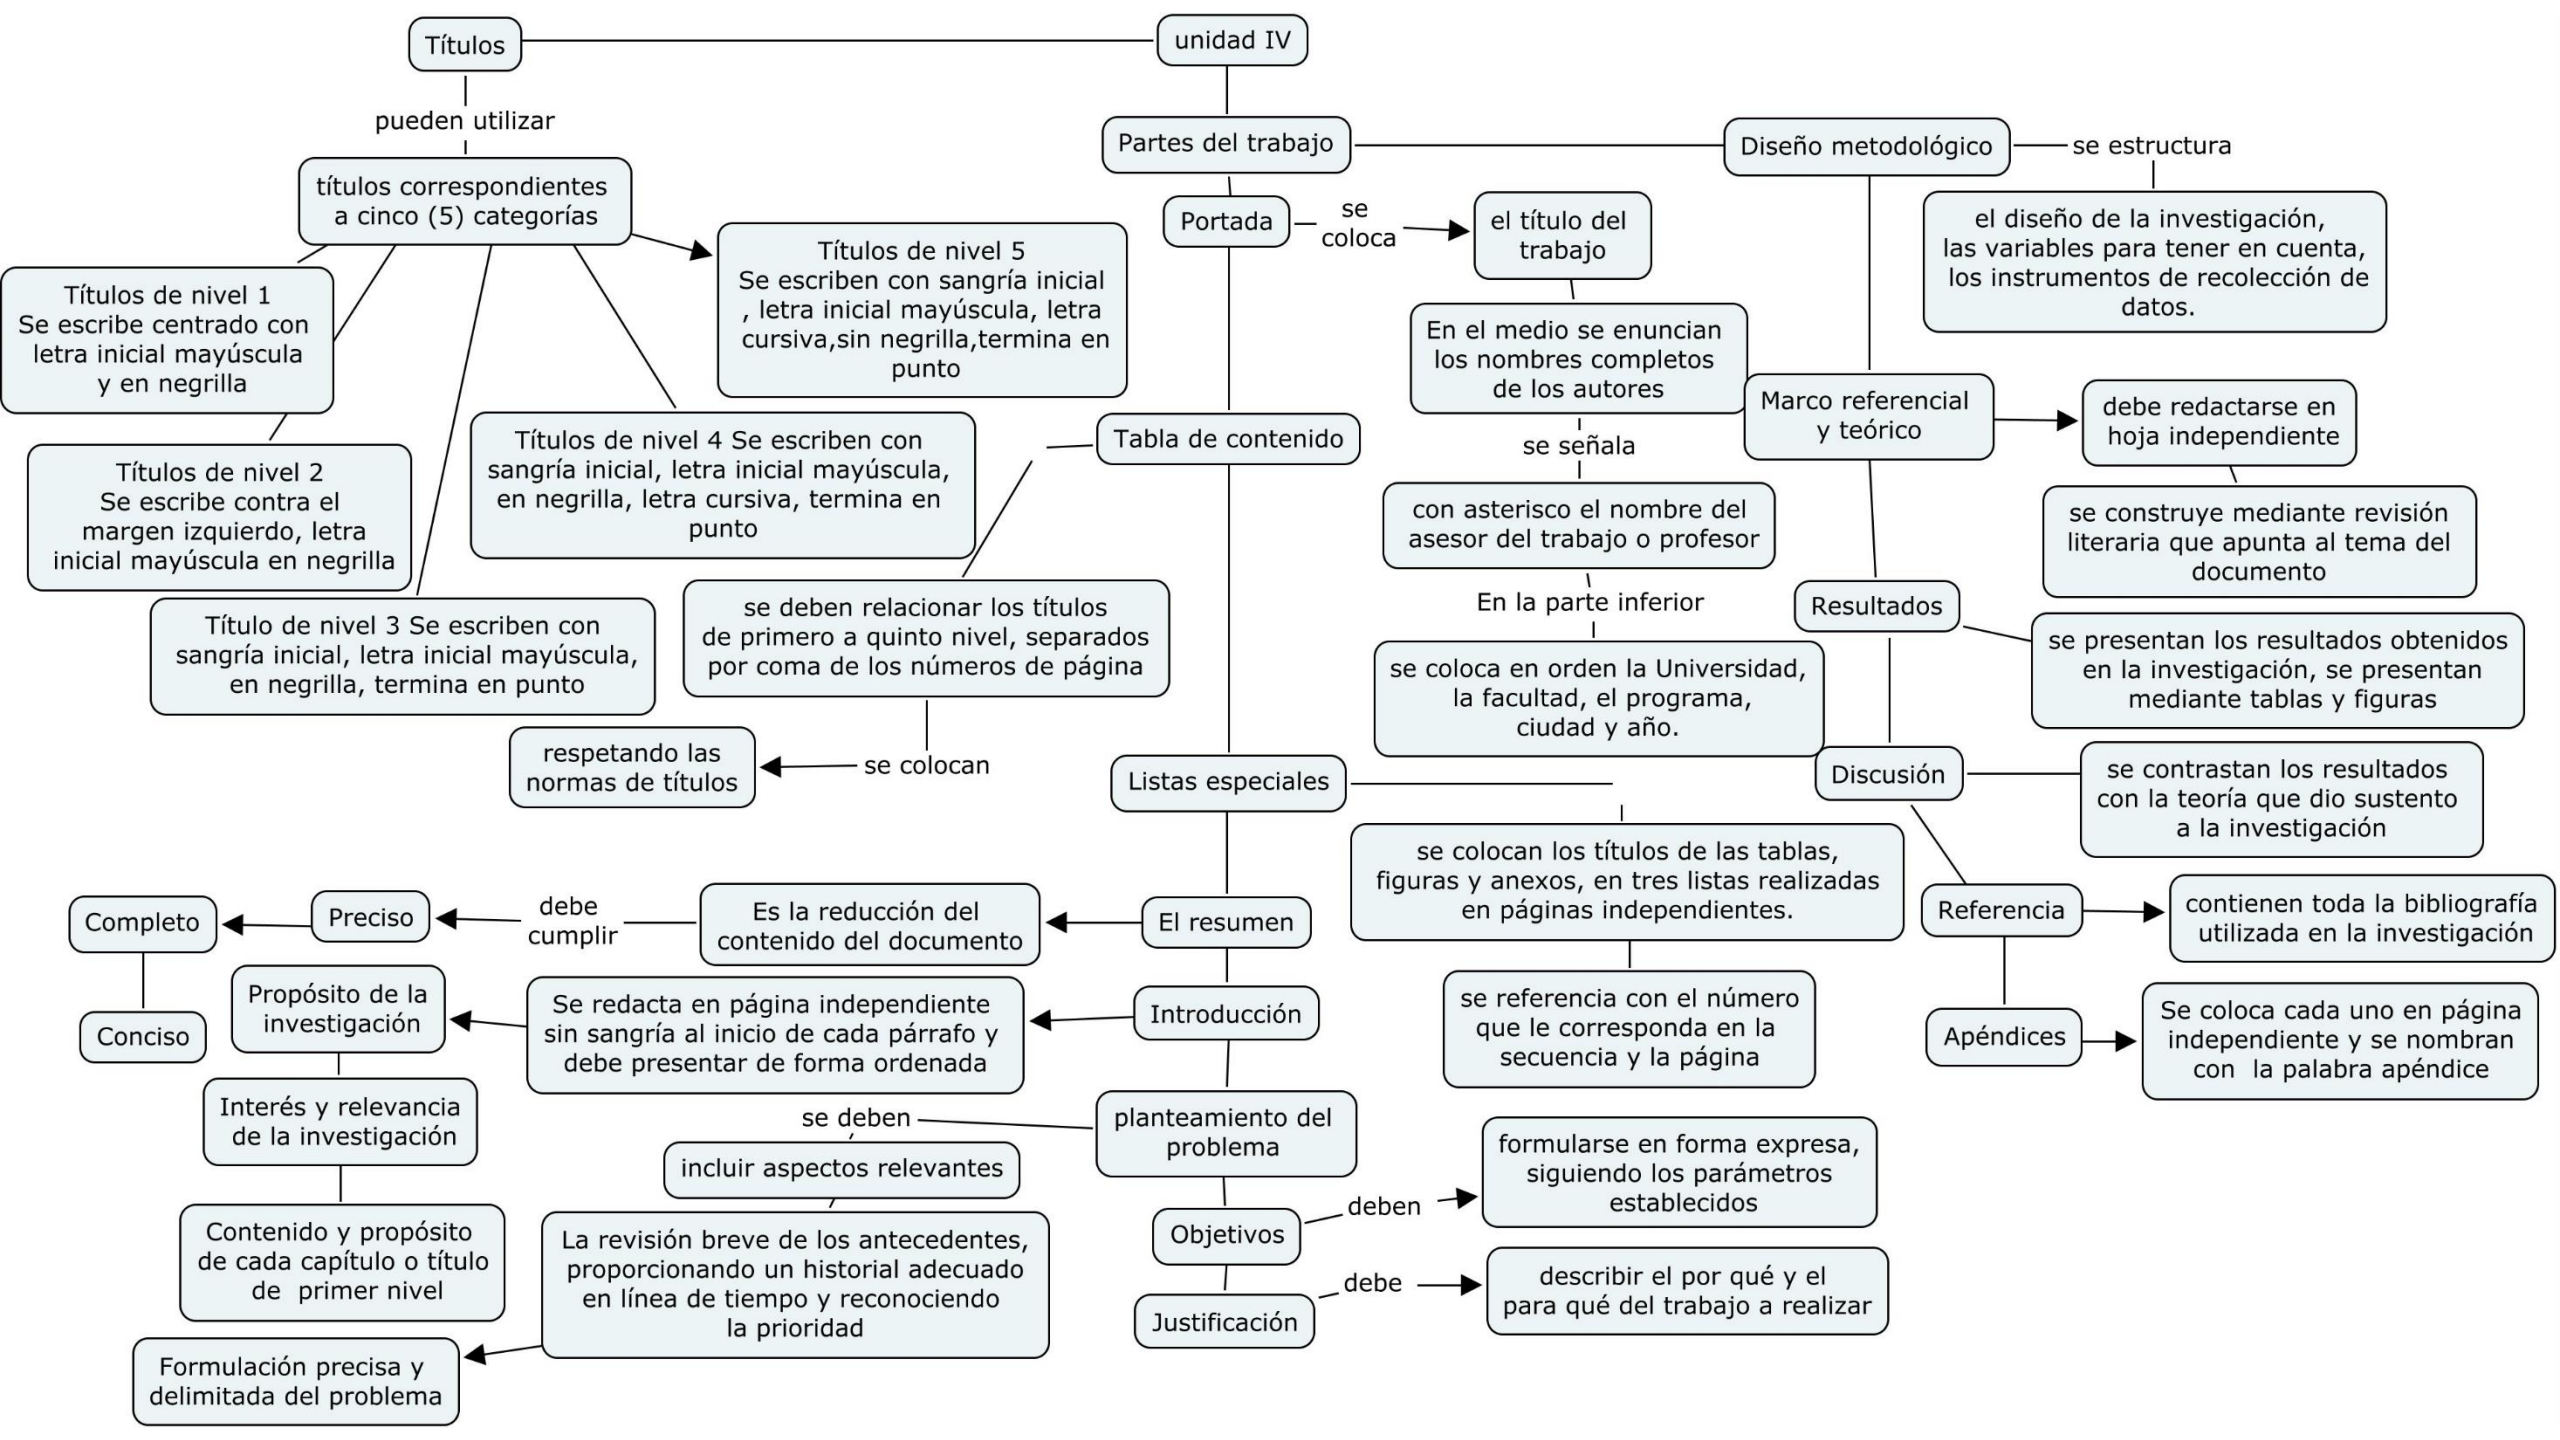 Títulos
unidad IV
pueden utilizar
títulos correspondientes
a cinco (5) categorías
Títulos de nivel 1
Se escribe centrado con
letra inicial mayúscula
y en negrilla
Títulos de nivel 2
Se escribe contra el
margen izquierdo, letra
inicial mayúscula en negrilla
Título de nivel 3 Se escriben con
sangría inicial, letra inicial mayúscula,
en negrilla, termina en punto
Títulos de nivel 4 Se escriben con
sangría inicial, letra inicial mayúscula,
en negrilla, letra cursiva, termina en
punto
Títulos de nivel 5
Se escriben con sangría inicial
, letra inicial mayúscula, letra
cursiva,sin negrilla,termina en
punto
Partes del trabajo
Portada
se
coloca
el título del
trabajo
En el medio se enuncian
los nombres completos
de los autores
se señala
con asterisco el nombre del
asesor del trabajo o profesor
En la parte inferior
se coloca en orden la Universidad,
la facultad, el programa,
ciudad y año.
Tabla de contenido
se deben relacionar los títulos
de primero a quinto nivel, separados
por coma de los números de página
se colocan
respetando las
normas de títulos
Listas especiales
se colocan los títulos de las tablas,
figuras y anexos, en tres listas realizadas
en páginas independientes.
se referencia con el número
que le corresponda en la
secuencia y la página
El resumen
Es la reducción del
contenido del documento
debe
cumplir
Preciso
Completo
Conciso
Introducción
Se redacta en página independiente
sin sangría al inicio de cada párrafo y
debe presentar de forma ordenada
Propósito de la
investigación
Interés y relevancia
de la investigación
Contenido y propósito
de cada capítulo o título
de primer nivel
planteamiento del
problema
se deben
incluir aspectos relevantes
La revisión breve de los antecedentes,
proporcionando un historial adecuado
en línea de tiempo y reconociendo
la prioridad
Formulación precisa y
delimitada del problema
Objetivos
deben
formularse en forma expresa,
siguiendo los parámetros
establecidos
Justificación
debe
describir el por qué y el
para qué del trabajo a realizar
Diseño metodológico
se estructura
el diseño de la investigación,
las variables para tener en cuenta,
los instrumentos de recolección de
datos.
Marco referencial
y teórico
debe redactarse en
hoja independiente
se construye mediante revisión
literaria que apunta al tema del
documento
Resultados
se presentan los resultados obtenidos
en la investigación, se presentan
mediante tablas y figuras
Discusión
se contrastan los resultados
con la teoría que dio sustento
a la investigación
Referencia
contienen toda la bibliografía
utilizada en la investigación
Apéndices
Se coloca cada uno en página
independiente y se nombran
con la palabra apéndice